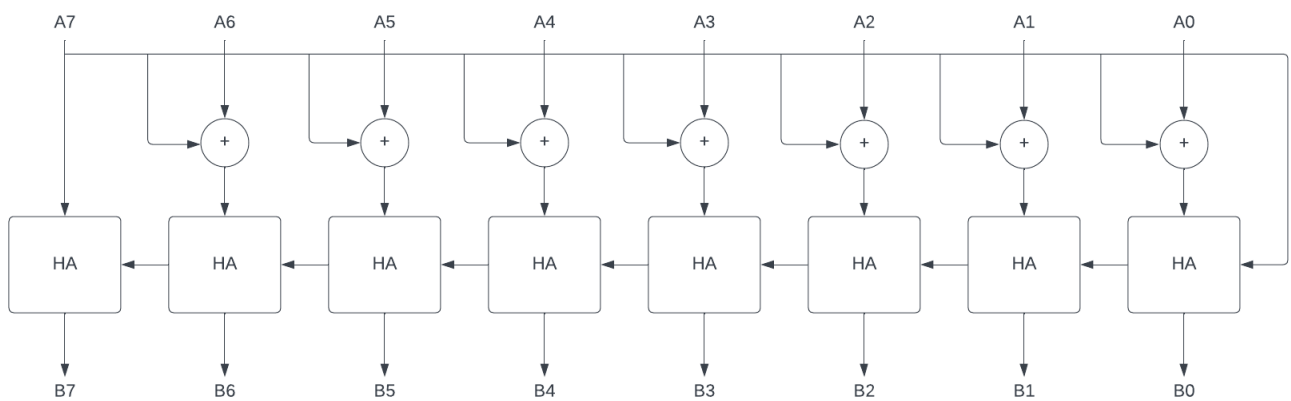 A7 A6 A5 A4 A3 A2 A1 A0
+ + + + + + +
HA HA HA HA HA HA HA HA
B7 B6 B5 B4 B3 B2 B1 B0